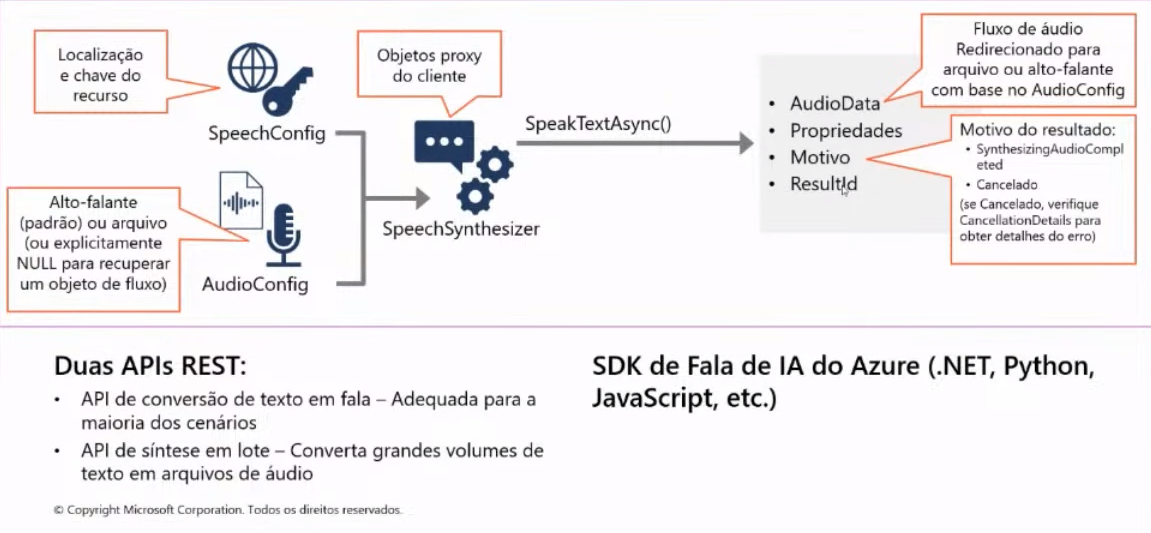 Localização
e chave do
recurso
SpeechConfig
Alto-falante
(padrão) ou arquivo
(ou explicitamente
NULL para recuperar
um objeto de fluxo)
AudioConfig
Objetos proxy
do cliente
SpeechSynthesizer
SpeakTextAsync()
• AudioData
• Propriedades
• Motivo
• ResultId
Fluxo de áudio
Redirecionado para
arquivo ou alto-falante
com base no AudioConfig
Motivo do resultado:
• SynthesizingAudioCompl
eted
• Cancelado
(se Cancelado, verifique
CancellationDetails para
obter detalhes do erro)
Duas APIs REST:
• API de conversão de texto em fala – Adequada para a
maioria dos cenários
• API de síntese em lote – Converta grandes volumes de
texto em arquivos de áudio
SDK de Fala de IA do Azure (.NET, Python,
JavaScript, etc.)
© Copyright Microsoft Corporation. Todos os direitos reservados.